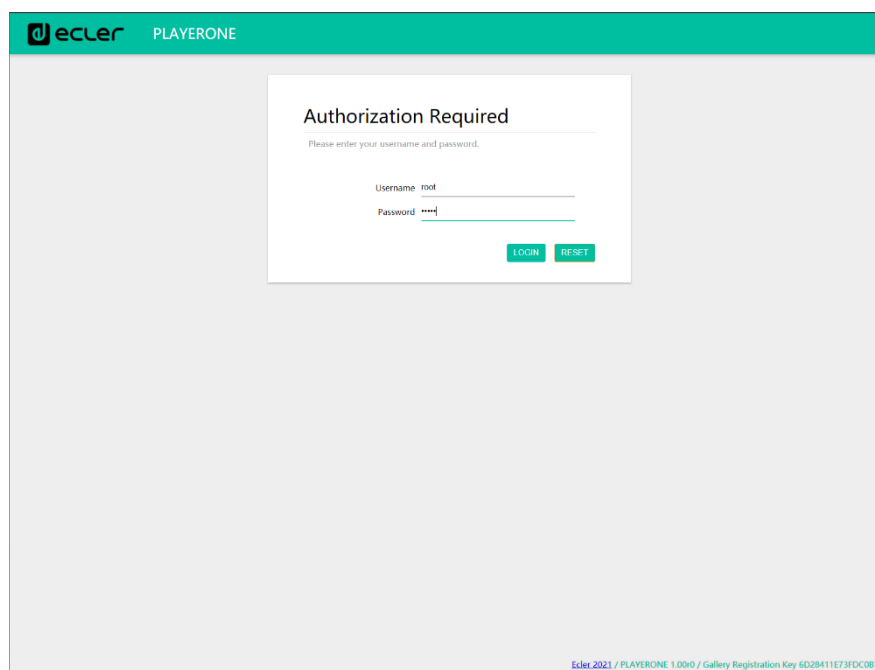 ecler PLAYERONE
Authorization Required
Please enter your username and password.
Username root
Password •••••
LOGIN RESET
Ecler 2021 / PLAYERONE 1.00r0 / Gallery Registration Key 6D28411E73FDC08